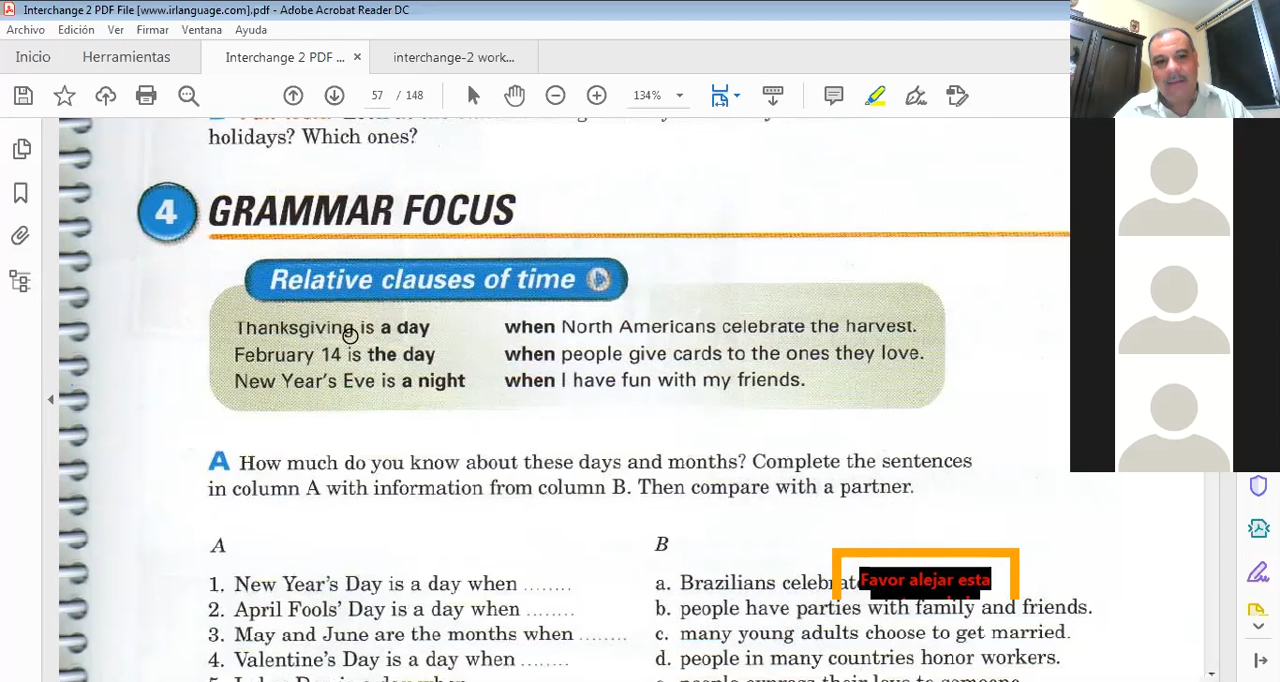 Interchange 2 PDF File [www.irlanguage.com].pdf - Adobe Acrobat Reader DC
Archivo Edición Ver Firmar Ventana Ayuda
Inicio Herramientas Interchange 2 PDF ... × interchange-2 work...
57 / 148 134%
holidays? Which ones?
4 GRAMMAR FOCUS
Relative clauses of time
Thanksgiving is a day when North Americans celebrate the harvest.
February 14 is the day when people give cards to the ones they love.
New Year's Eve is a night when I have fun with my friends.
A How much do you know about these days and months? Complete the sentences
in column A with information from column B. Then compare with a partner.
A
1. New Year's Day is a day when ........
2. April Fools' Day is a day when ........
3. May and June are the months when ........
4. Valentine's Day is a day when ........
B
a. Brazilians celebrat
Favor alejar esta
b. people have parties with family and friends.
c. many young adults choose to get married.
d. people in many countries honor workers.